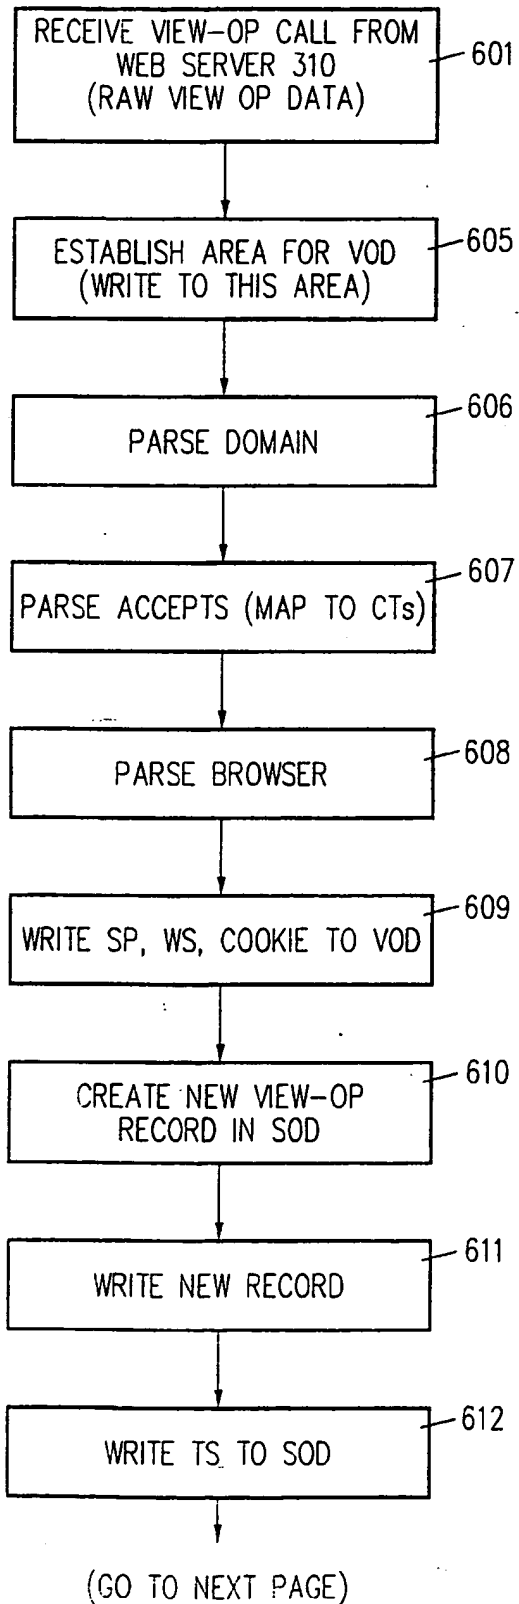 RECEIVE VIEW-OP CALL FROM
WEB SERVER 310
(RAW VIEW OP DATA)
601
ESTABLISH AREA FOR VOD
(WRITE TO THIS AREA)
605
PARSE DOMAIN
606
PARSE ACCEPTS (MAP TO CTs)
607
PARSE BROWSER
608
WRITE SP, WS, COOKIE TO VOD
609
CREATE NEW VIEW-OP
RECORD IN SOD
610
WRITE NEW RECORD
611
WRITE TS TO SOD
612
(GO TO NEXT PAGE)